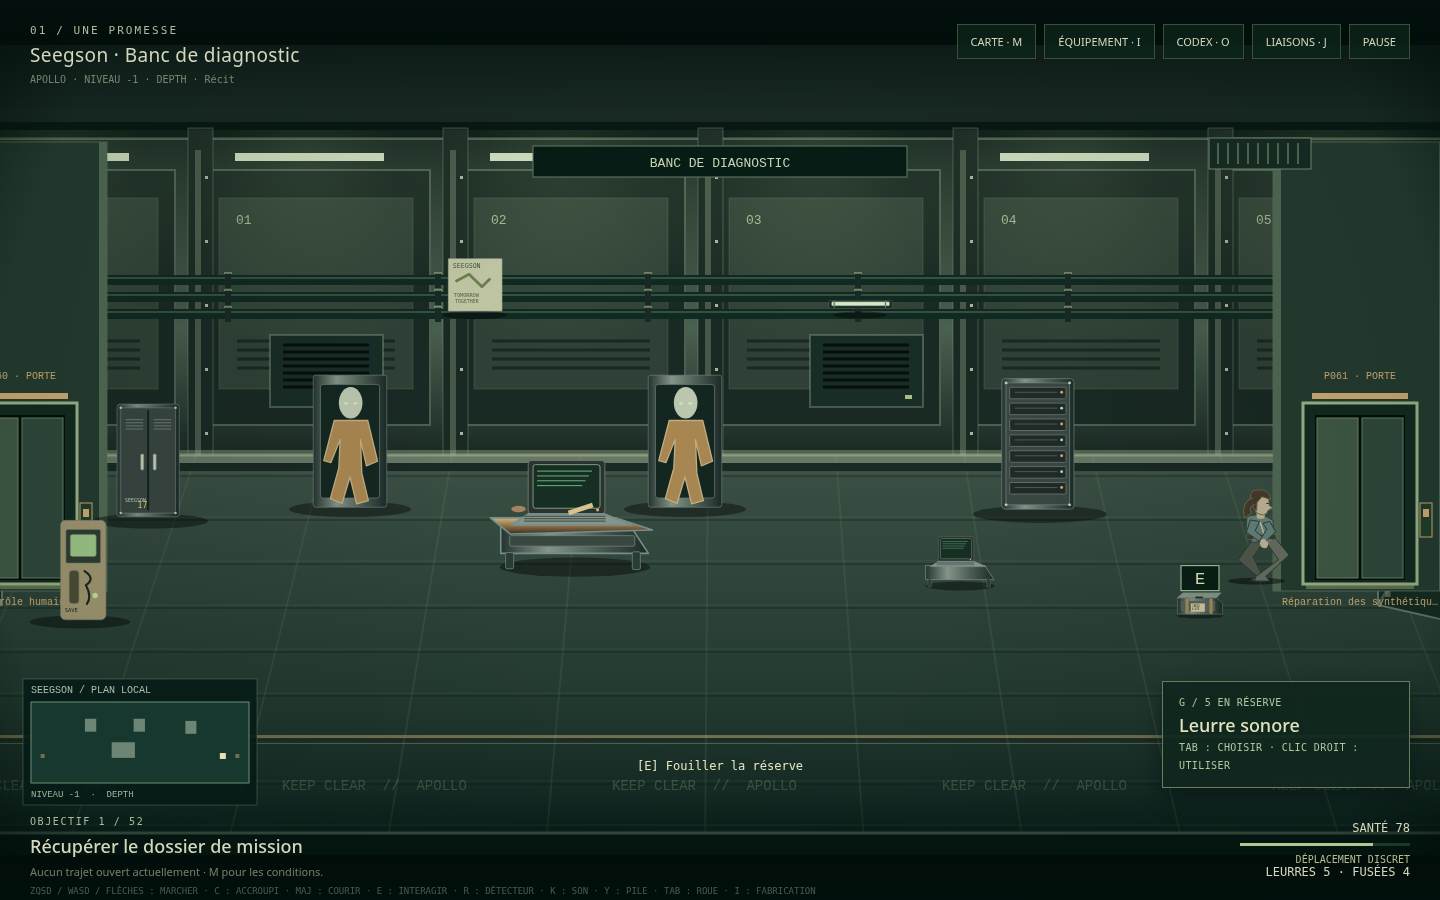 01 / UNE PROMESSE
Seegson · Banc de diagnostic
APOLLO · NIVEAU -1 · DEPTH · Récit
CARTE · M
ÉQUIPEMENT · I
CODEX · O
LIAISONS · J
PAUSE
BANC DE DIAGNOSTIC
01
02
03
04
05
SEEGSON
TOMORROW
TOGETHER
PORTE
P061 · PORTE
SEEGSON
17
SAVE
E
Réparation des synthétiqu…
SEEGSON / PLAN LOCAL
NIVEAU -1 · DEPTH
G / 5 EN RÉSERVE
Leurre sonore
TAB : CHOISIR · CLIC DROIT :
UTILISER
[E] Fouiller la réserve
KEEP CLEAR // APOLLO
KEEP CLEAR // APOLLO
KEEP CLEAR // APOLLO
OBJECTIF 1 / 52
Récupérer le dossier de mission
Aucun trajet ouvert actuellement · M pour les conditions.
ZQSD / WASD / FLÈCHES : MARCHER · C : ACCROUPI · MAJ : COURIR · E : INTERAGIR · R : DÉTECTEUR · K : SON · Y : PILE · TAB : ROUE · I : FABRICATION
SANTÉ 78
DÉPLACEMENT DISCRET
LEURRES 5 · FUSÉES 4